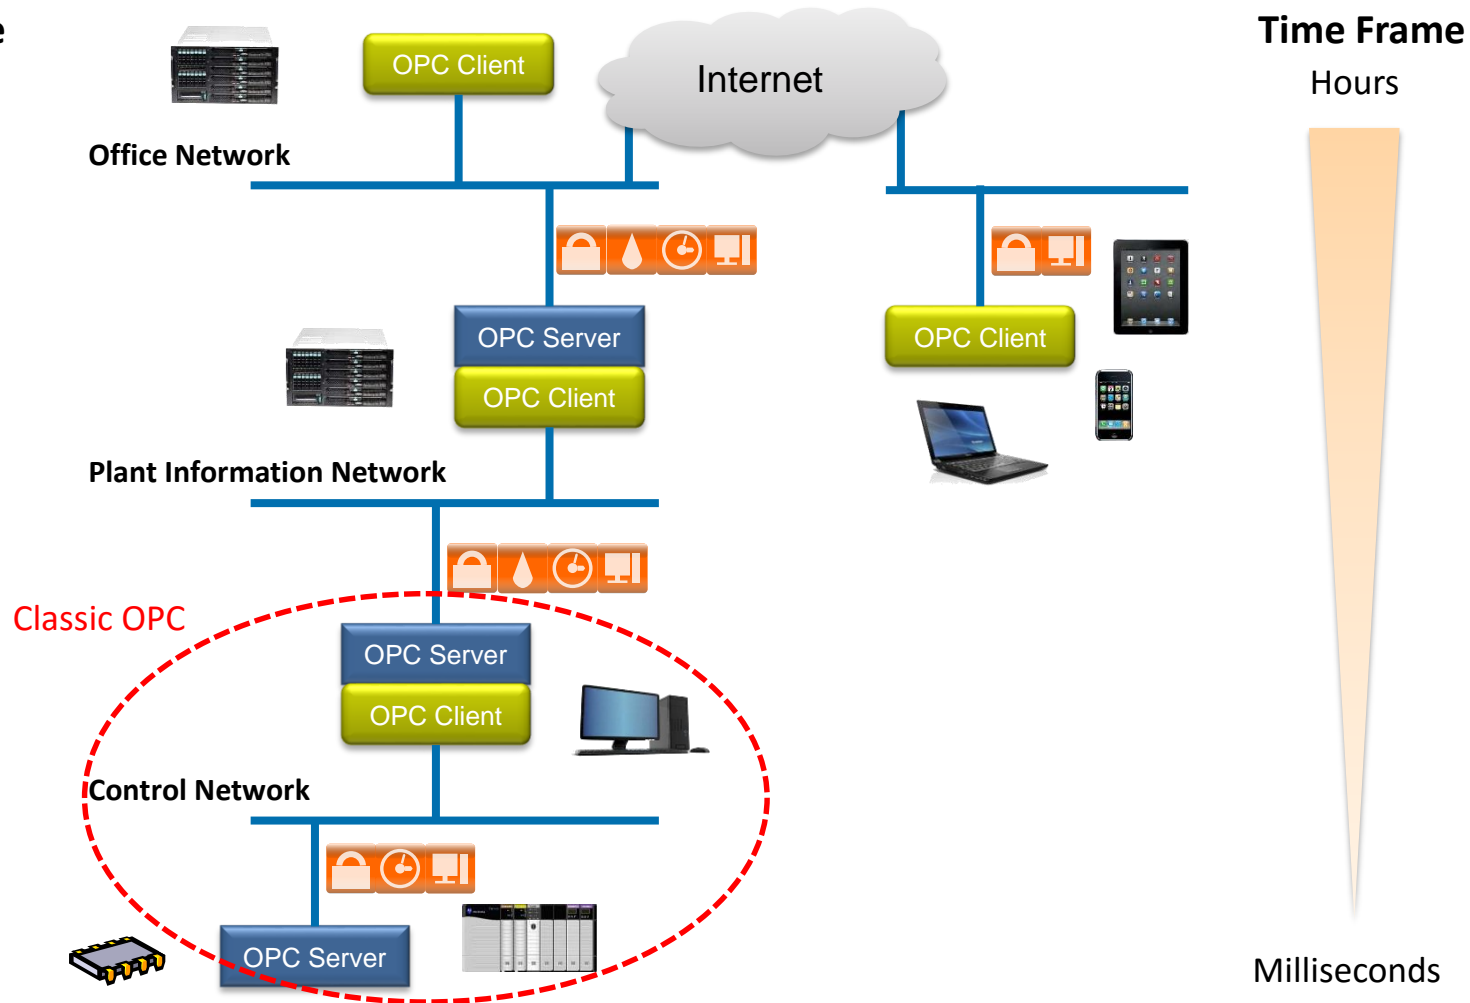 e
Time Frame
Hours
OPC Client
Internet
Office Network
OPC Server
OPC Client
OPC Client
Plant Information Network
Classic OPC
OPC Server
OPC Client
Control Network
OPC Server
Milliseconds